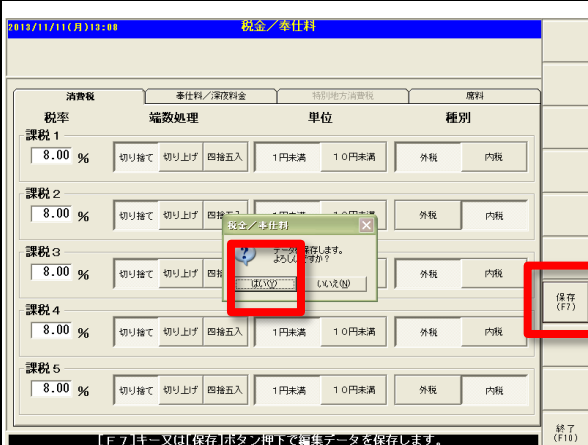 2013/11/11(月)13:08 税金／奉仕料
消費税 奉仕料／深夜料金 特別地方消費税 席料
税率 端数処理 単位 種別
課税１
8.00 % 切り捨て 切り上げ 四捨五入 １円未満 １０円未満 外税 内税
課税２
8.00 % 切り捨て 切り上げ 外税 内税
課税３
8.00 % 切り捨て 切り上げ 外税 内税
課税４
8.00 % 切り捨て 切り上げ 四捨五入 １円未満 １０円未満 外税 内税
課税５
8.00 % 切り捨て 切り上げ 四捨五入 １円未満 １０円未満 外税 内税
税金／奉仕料
データを保存します。
よろしいですか？
はい(Y) いいえ(N)
保存
(F7)
終了
(F10)
[Ｆ７]キー又は[保存]ボタン押下で編集データを保存します。